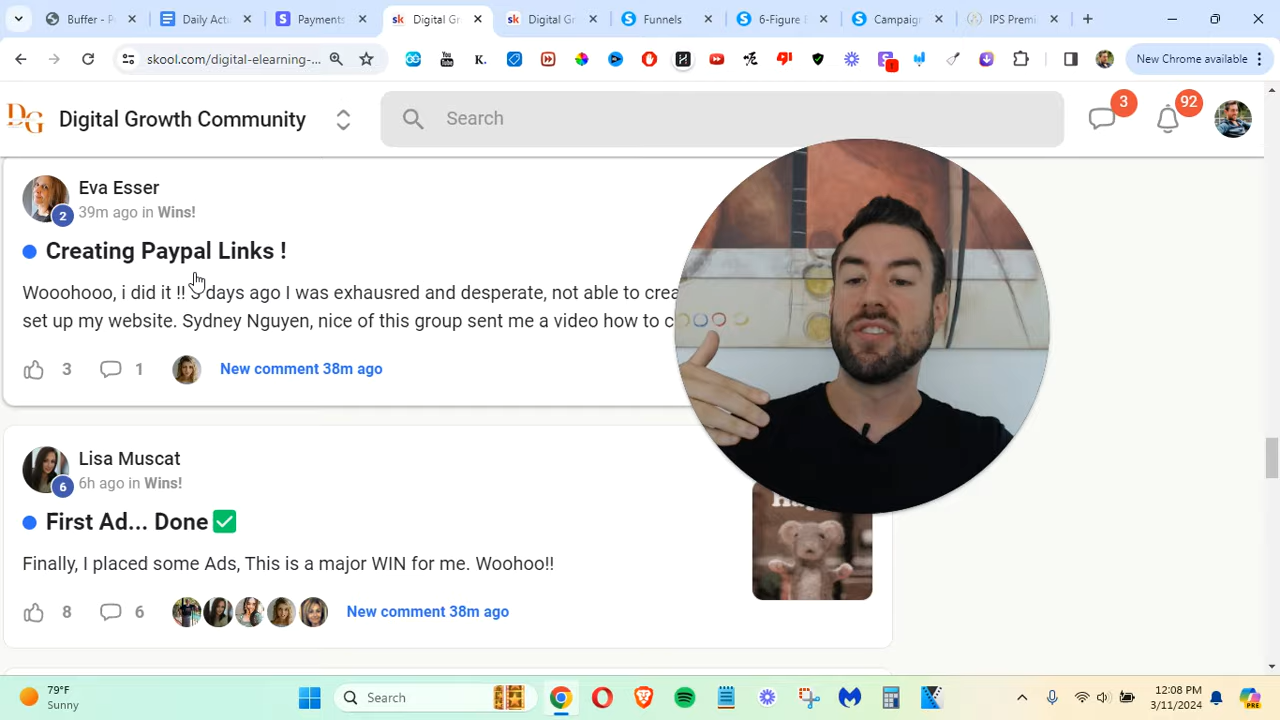 Buffer - P
Daily Act
Payments
Digital Gr
Digital Gr
Funnels
6-Figure E
Campaign
IPS Prem
skool.com/digital-elearning-...
New Chrome available
DG
Digital Growth Community
Search
3
92
Eva Esser
2
39m ago in Wins!
Creating Paypal Links !
Wooohooo, i did it !! days ago I was exhausred and desperate, not able to crea
set up my website. Sydney Nguyen, nice of this group sent me a video how to c
3
1
New comment 38m ago
Lisa Muscat
6
6h ago in Wins!
First Ad... Done
Finally, I placed some Ads, This is a major WIN for me. Woohoo!!
8
6
New comment 38m ago
79°F
Sunny
Search
12:08 PM
3/11/2024